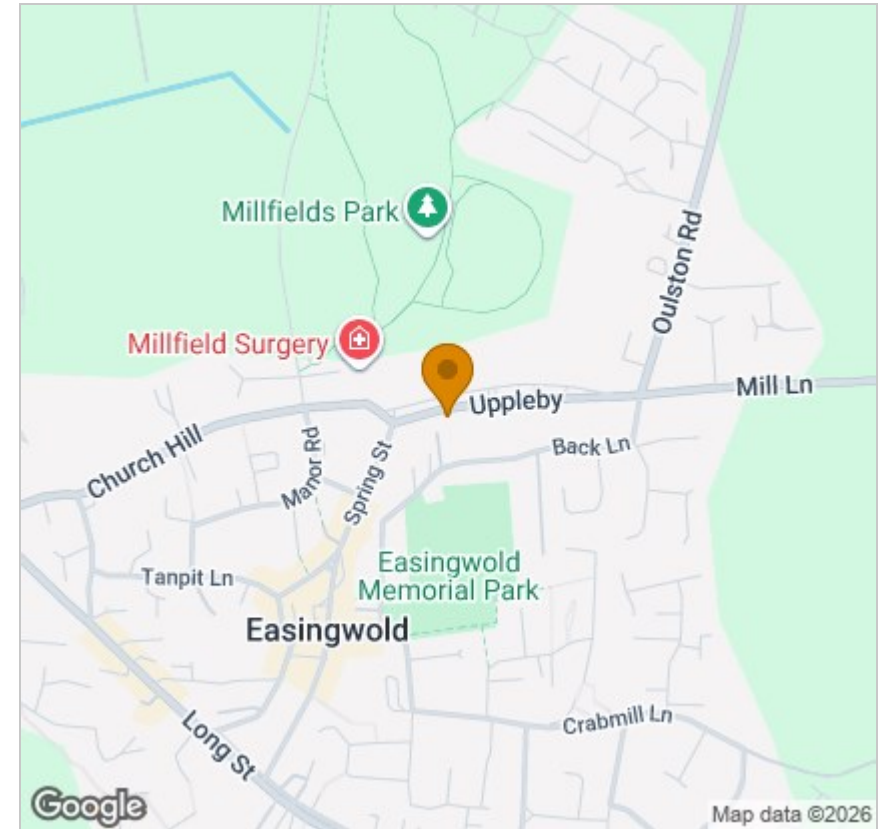 Millfields Park
Oulston Rd
Millfield Surgery
Uppleby
Mill Ln
Church Hill
Manor Rd
Spring St
Back Ln
Tanpit Ln
Easingwold
Memorial Park
Easingwold
Long St
Crabmill Ln
Google
Map data ©2026